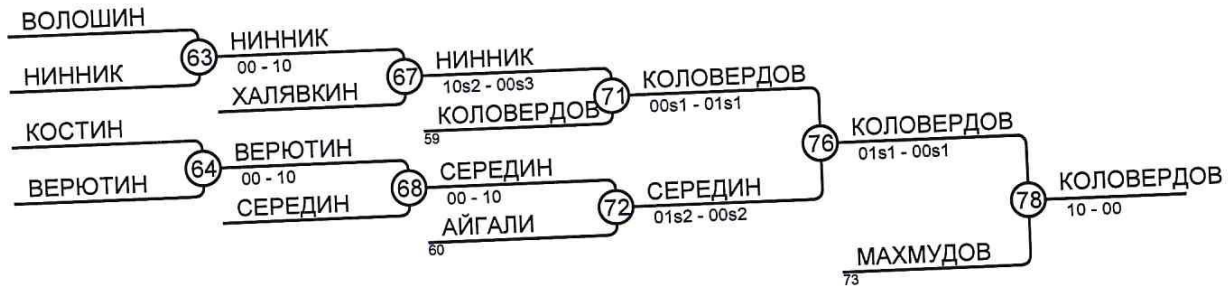 ВОЛОШИН
63
НИННИК
00 - 10
НИННИК
67
НИННИК
10s2 - 00s3
ХАЛЯВКИН
71
КОЛОВЕРДОВ
00s1 - 01s1
КОЛОВЕРДОВ
59
КОСТИН
64
ВЕРЮТИН
00 - 10
ВЕРЮТИН
68
СЕРЕДИН
00 - 10
СЕРЕДИН
72
СЕРЕДИН
01s2 - 00s2
АЙГАЛИ
60
76
КОЛОВЕРДОВ
01s1 - 00s1
78
КОЛОВЕРДОВ
10 - 00
МАХМУДОВ
73